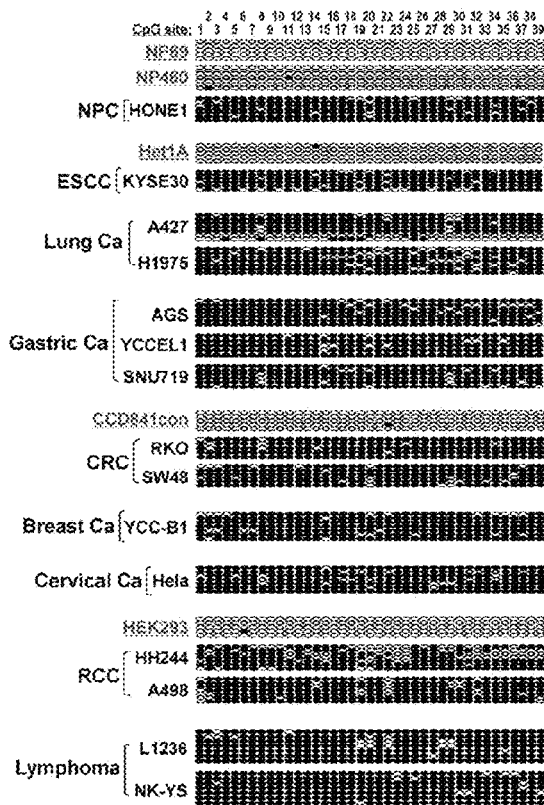 2 4 6 8 10 12 14 16 18 20 22 24 26 28 30 32 34 36 38
CpG site: 1 3 5 7 9 11 13 15 17 19 21 23 25 27 29 31 33 35 37 39
NP69
NP460
NPC HONE1
Het1A
ESCC KYSE30
A427
Lung Ca
H1975
AGS
Gastric Ca YCCEL1
SNU719
CCD841con
RKO
CRC
SW48
Breast Ca YCC-B1
Cervical Ca Hela
HEK293
HH244
RCC
A498
L1236
Lymphoma
NK-YS